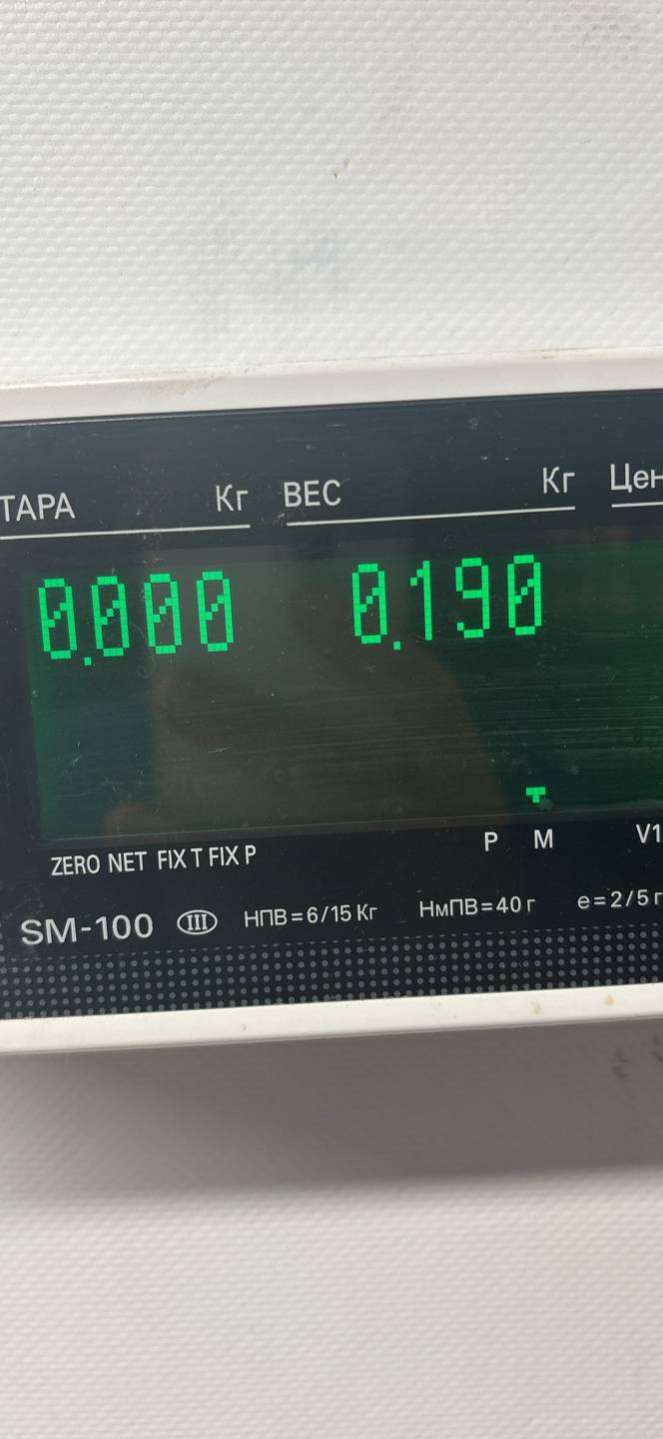 ТАРА Кг ВЕС Кг Цен
0.000 0.190
ZERO NET FIX T FIX P P M V1
SM-100 III НПВ=6/15 Кг НмПВ=40 г e=2/5 г